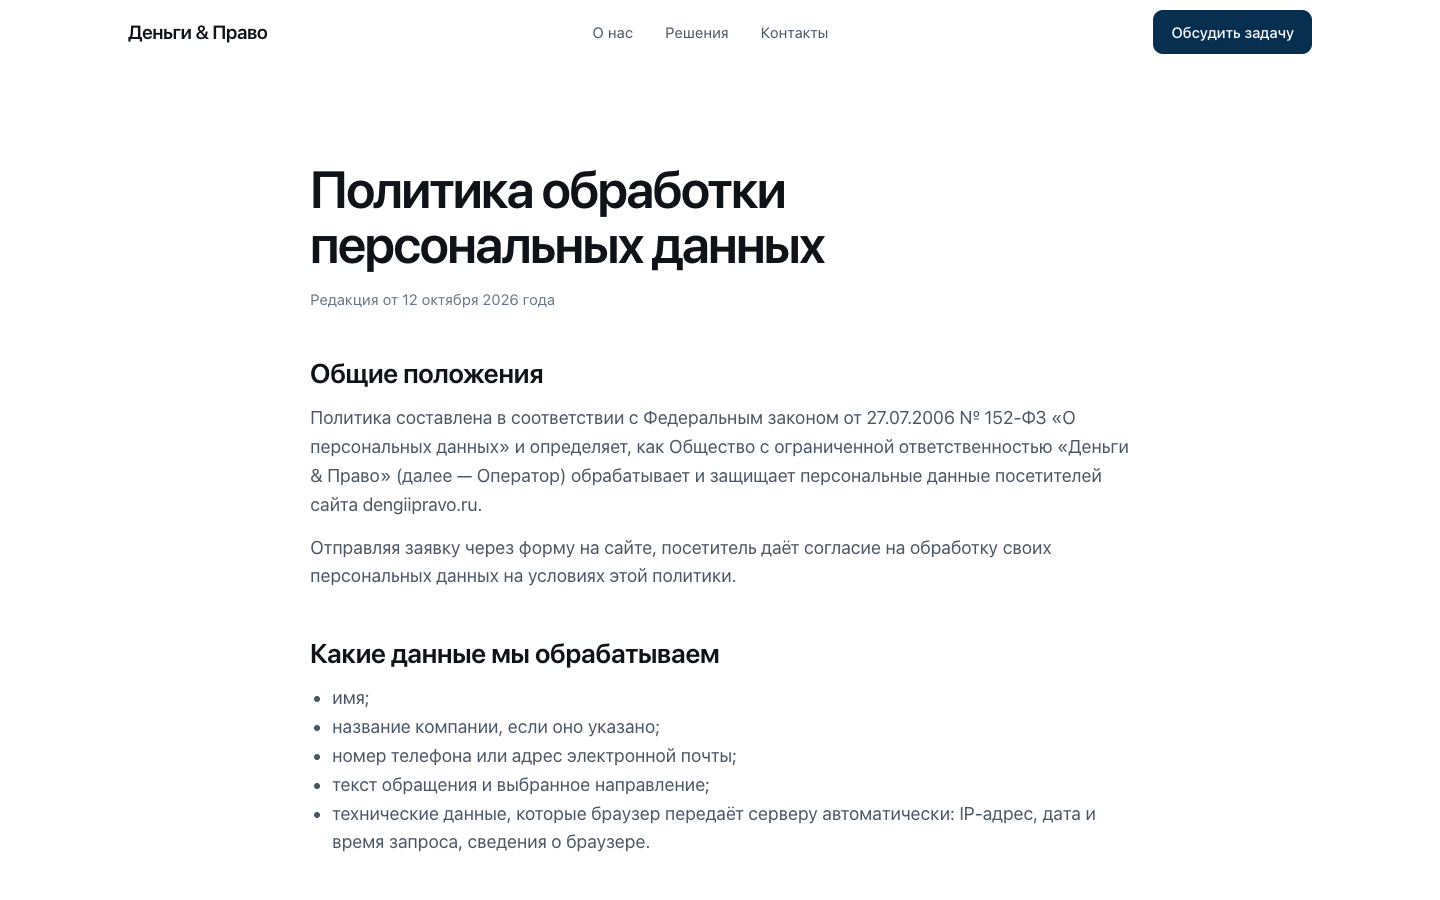 Деньги & Право
О нас
Решения
Контакты
Обсудить задачу
Политика обработки
персональных данных
Редакция от 12 октября 2026 года
Общие положения
Политика составлена в соответствии с Федеральным законом от 27.07.2006 № 152-ФЗ «О
персональных данных» и определяет, как Общество с ограниченной ответственностью «Деньги
& Право» (далее — Оператор) обрабатывает и защищает персональные данные посетителей
сайта dengiipravo.ru.
Отправляя заявку через форму на сайте, посетитель даёт согласие на обработку своих
персональных данных на условиях этой политики.
Какие данные мы обрабатываем
• имя;
• название компании, если оно указано;
• номер телефона или адрес электронной почты;
• текст обращения и выбранное направление;
• технические данные, которые браузер передаёт серверу автоматически: IP-адрес, дата и
время запроса, сведения о браузере.